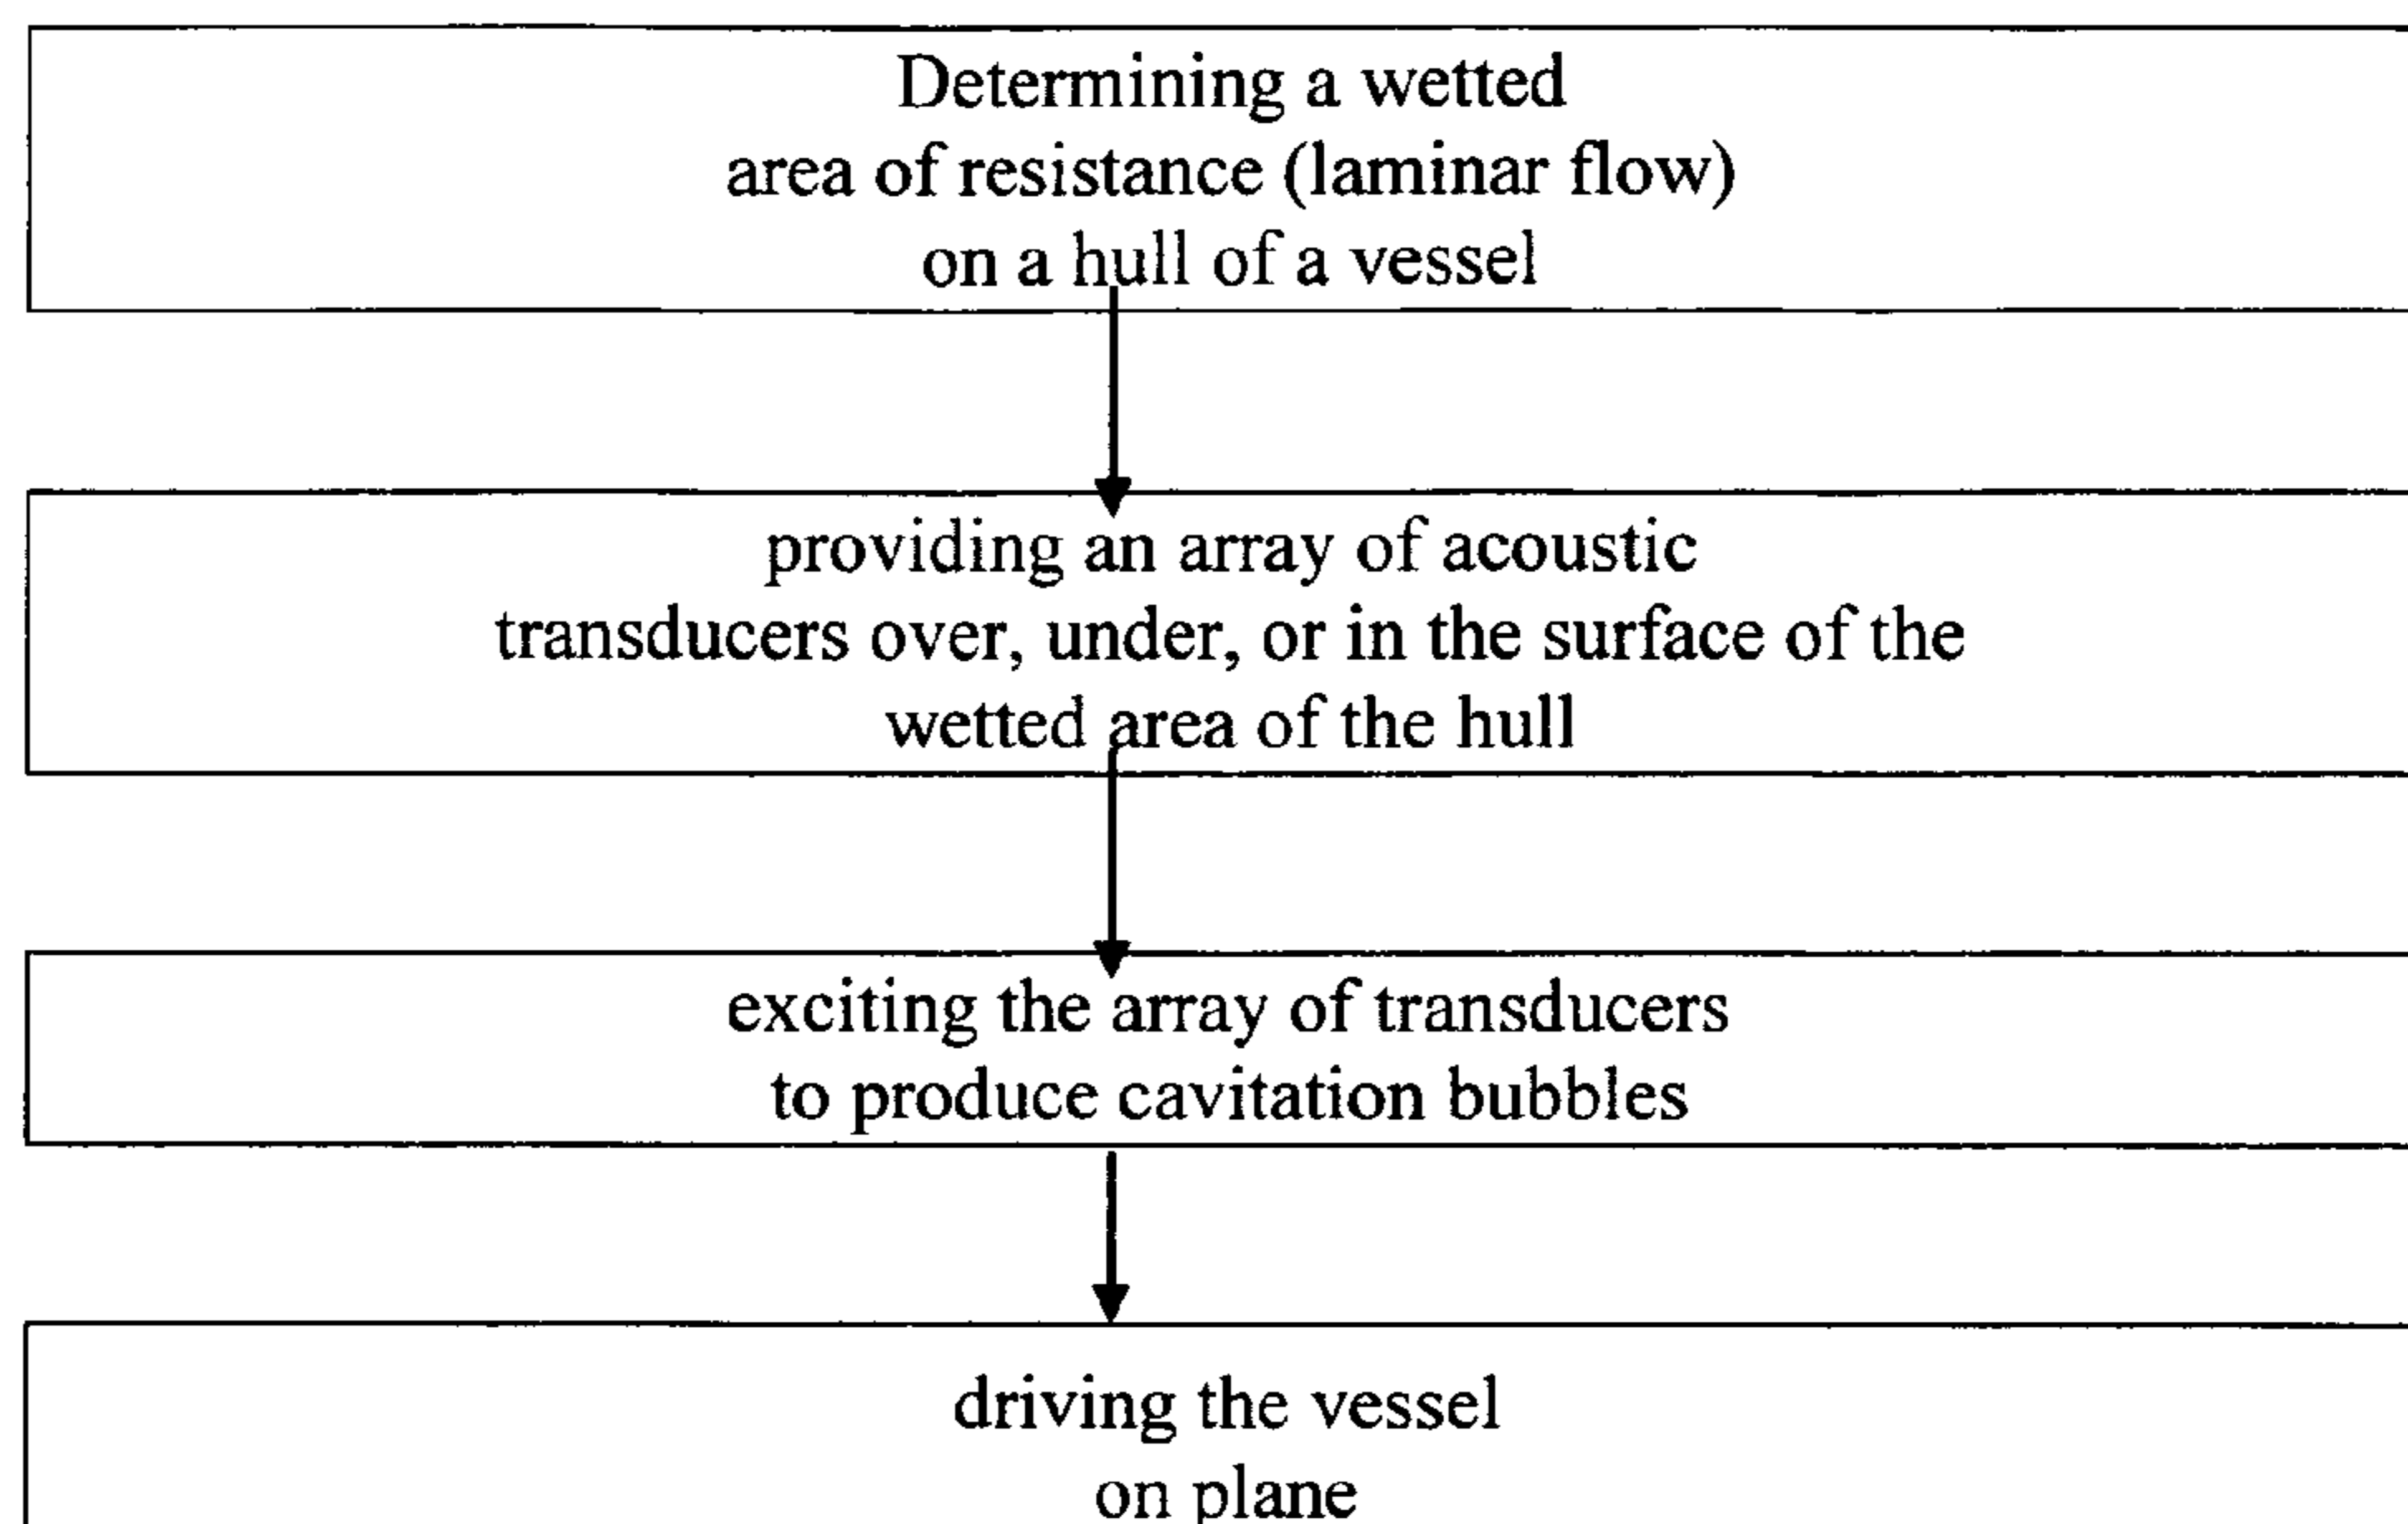 Determining a wetted
area of resistance (laminar flow)
on a hull of a vessel
providing an array of acoustic
transducers over, under, or in the surface of the
wetted area of the hull
exciting the array of transducers
to produce cavitation bubbles
driving the vessel
on plane